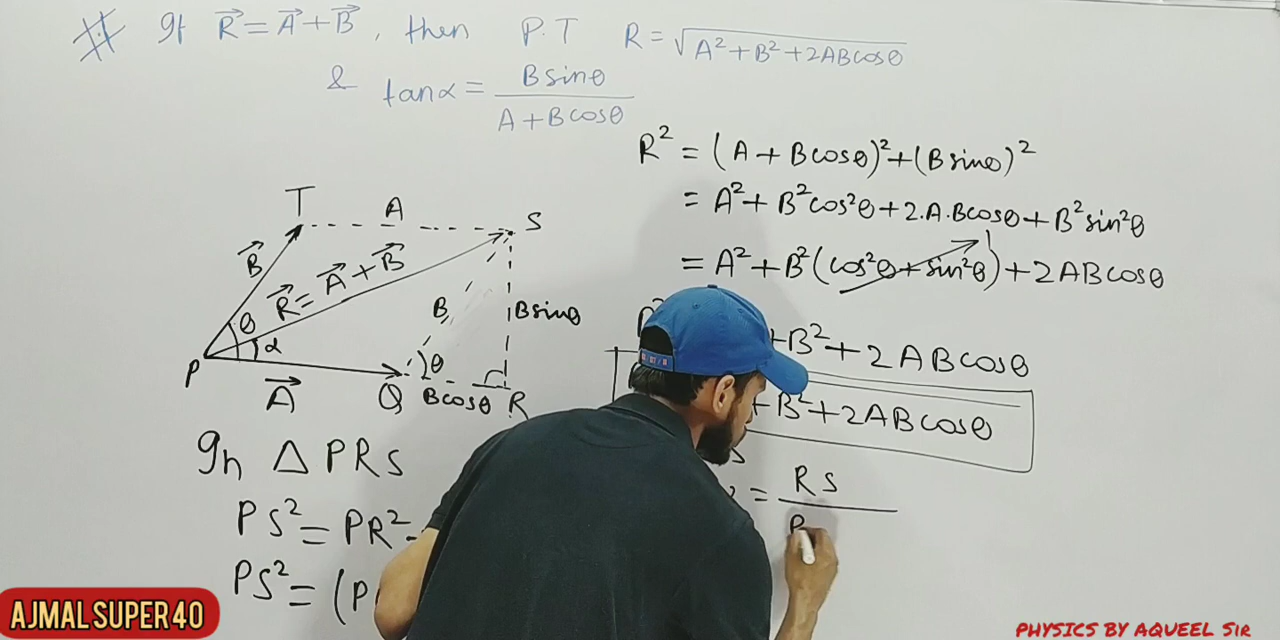 If R⃗ = A⃗ + B⃗, then P.T R = √A² + B² + 2ABcosθ
& tanα = Bsinθ / A + Bcosθ
R² = (A + Bcosθ)² + (Bsinθ)²
= A² + B²cos²θ + 2.A.Bcosθ + B²sin²θ
= A² + B²(cos²θ + sin²θ) + 2ABcosθ
1
+ B² + 2ABcosθ
+ B² + 2ABcosθ
= RS
P
T
A
S
B⃗
R⃗ = A⃗ + B⃗
θ
α
B
Bsinθ
θ
P
A⃗
Q
Bcosθ
R
In Δ PRS
PS² = PR²
PS² = (P
AJMAL SUPER 40
PHYSICS BY AQUEEL SIR